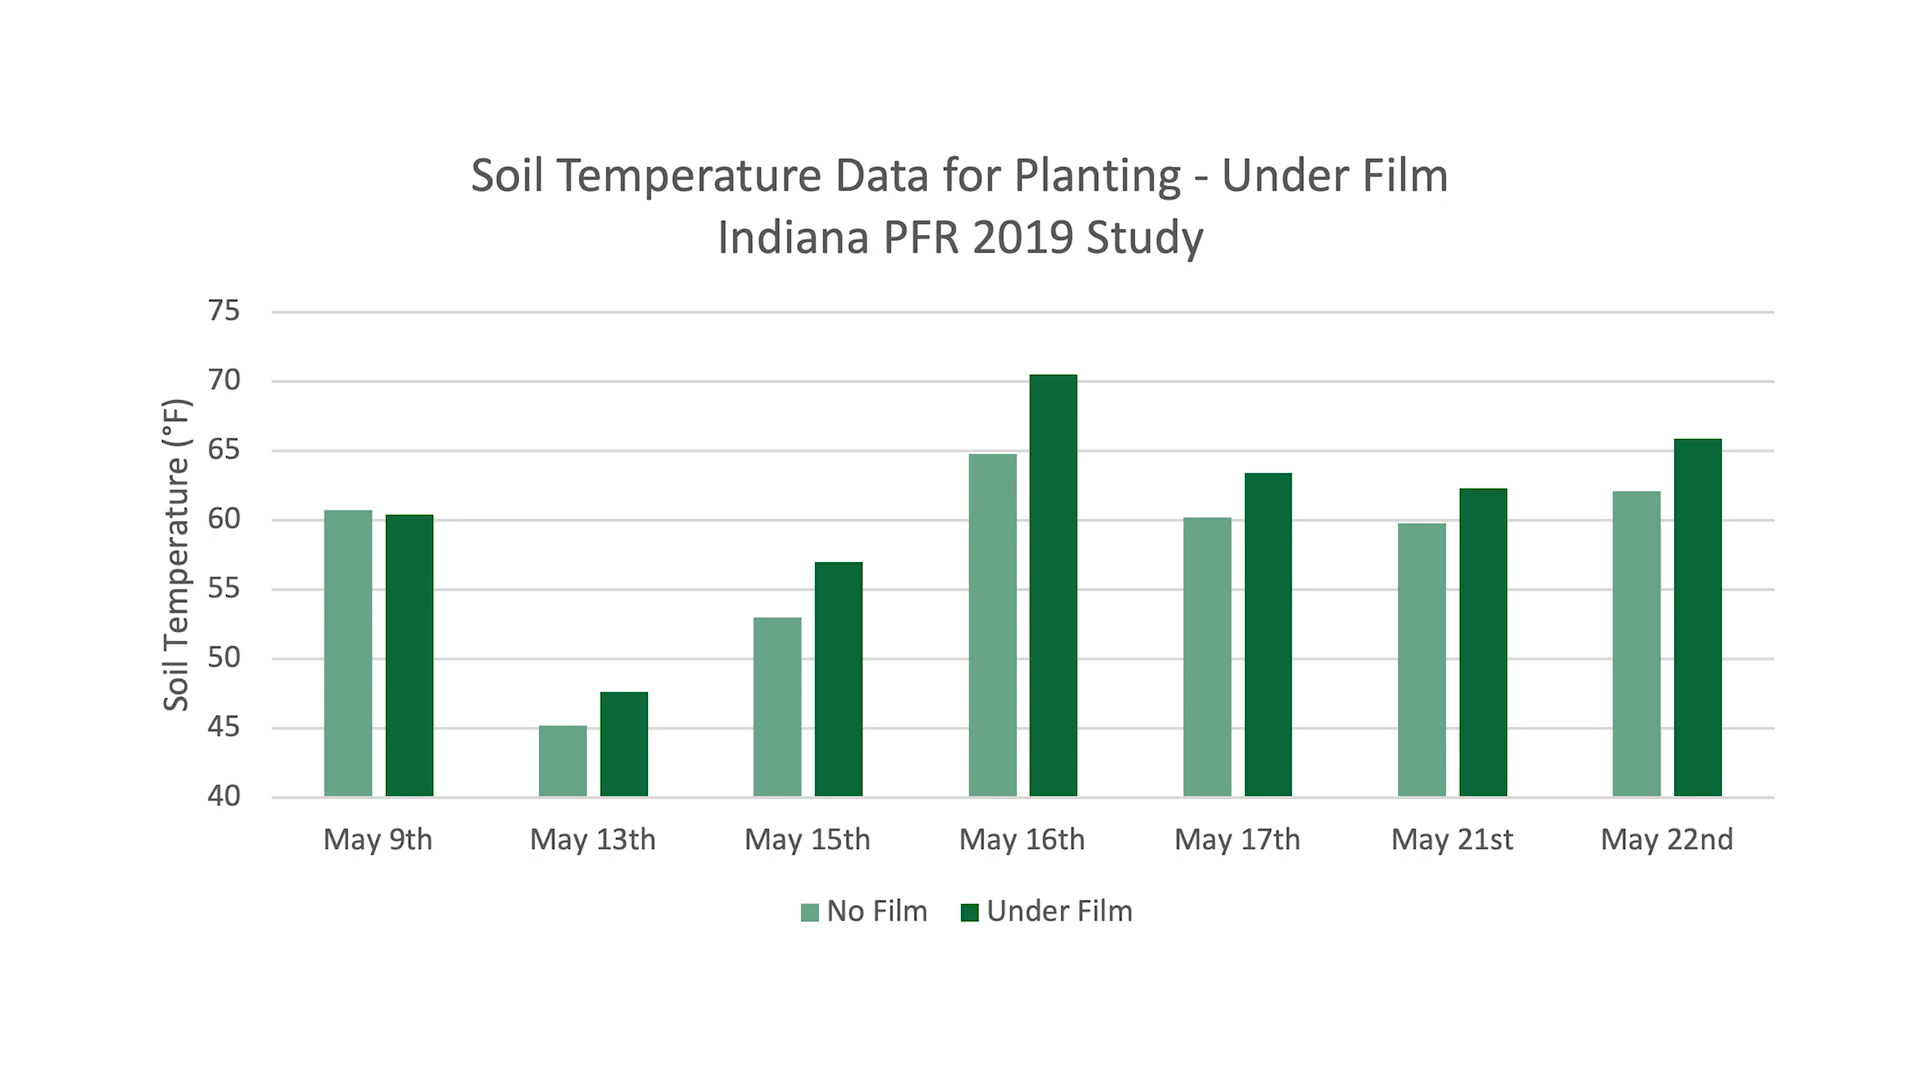 Soil Temperature Data for Planting - Under Film
Indiana PFR 2019 Study
Soil Temperature (°F)
75
70
65
60
55
50
45
40
May 9th
May 13th
May 15th
May 16th
May 17th
May 21st
May 22nd
No Film
Under Film